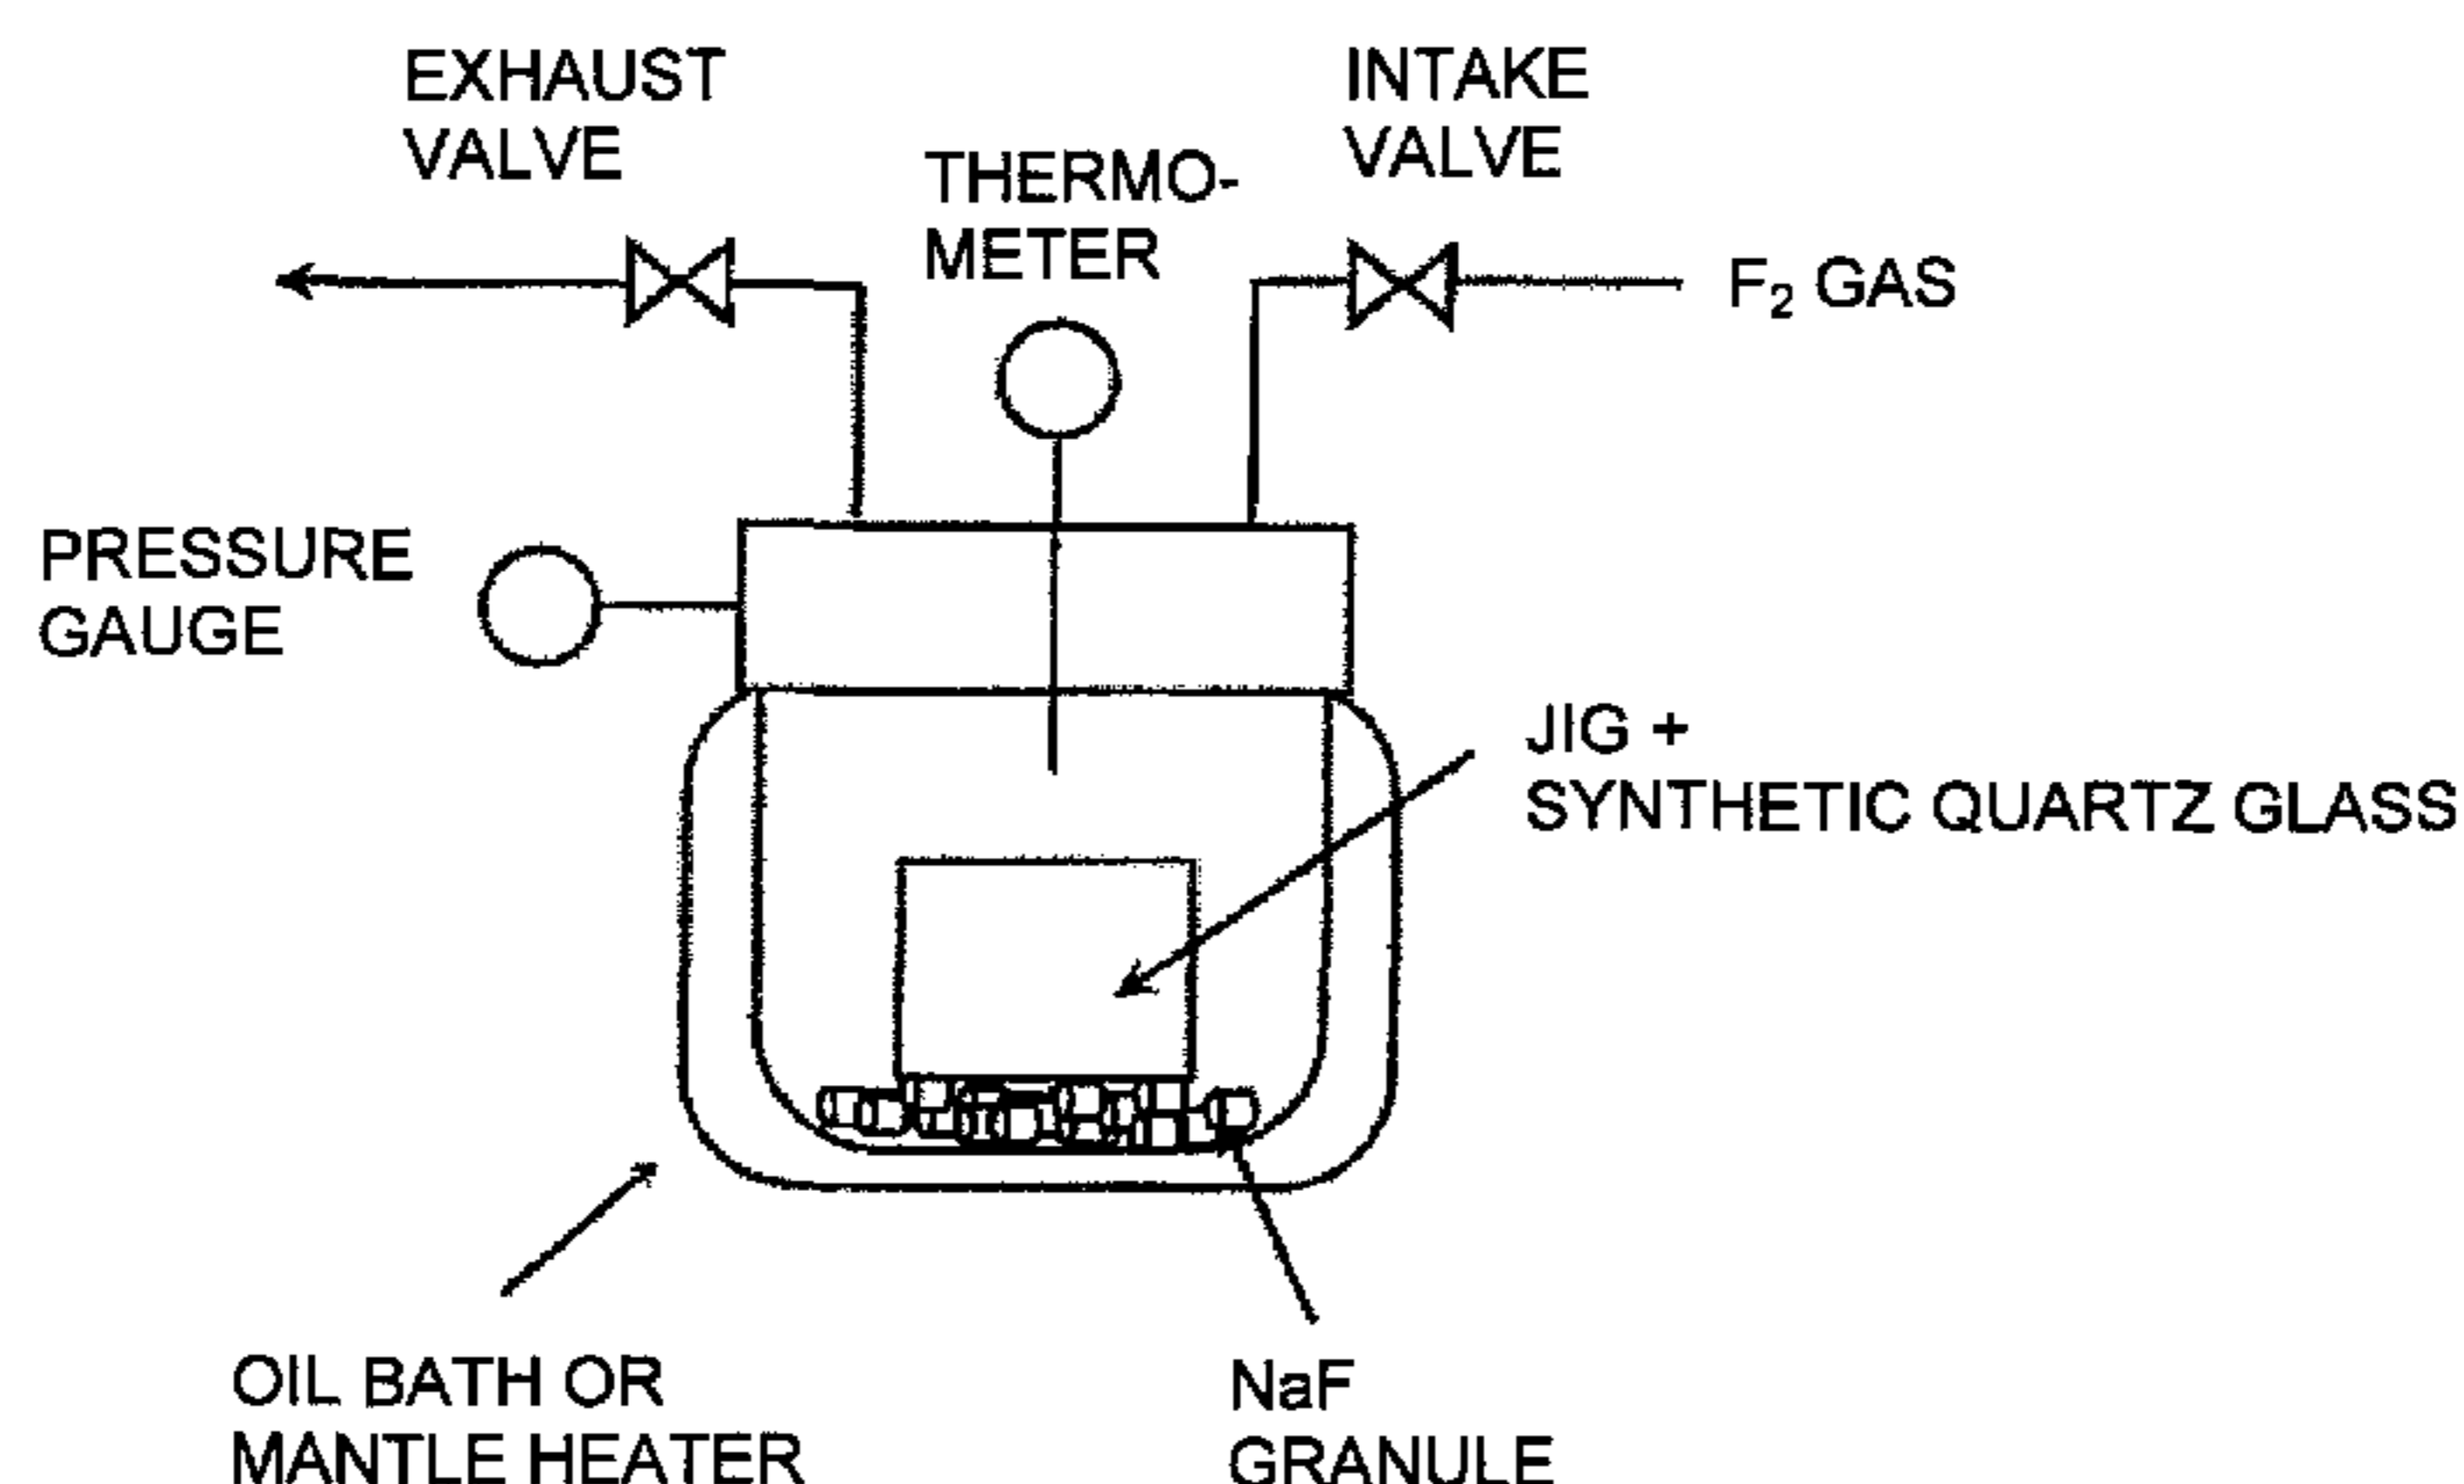 EXHAUST
VALVE
INTAKE
VALVE
THERMO-
METER
F₂ GAS
PRESSURE
GAUGE
JIG +
SYNTHETIC QUARTZ GLASS
OIL BATH OR
MANTLE HEATER
NaF
GRANULE